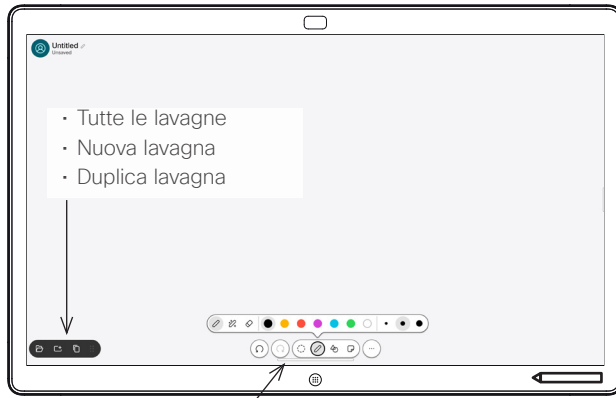 Untitled
Unsaved
· Tutte le lavagne
· Nuova lavagna
· Duplica lavagna